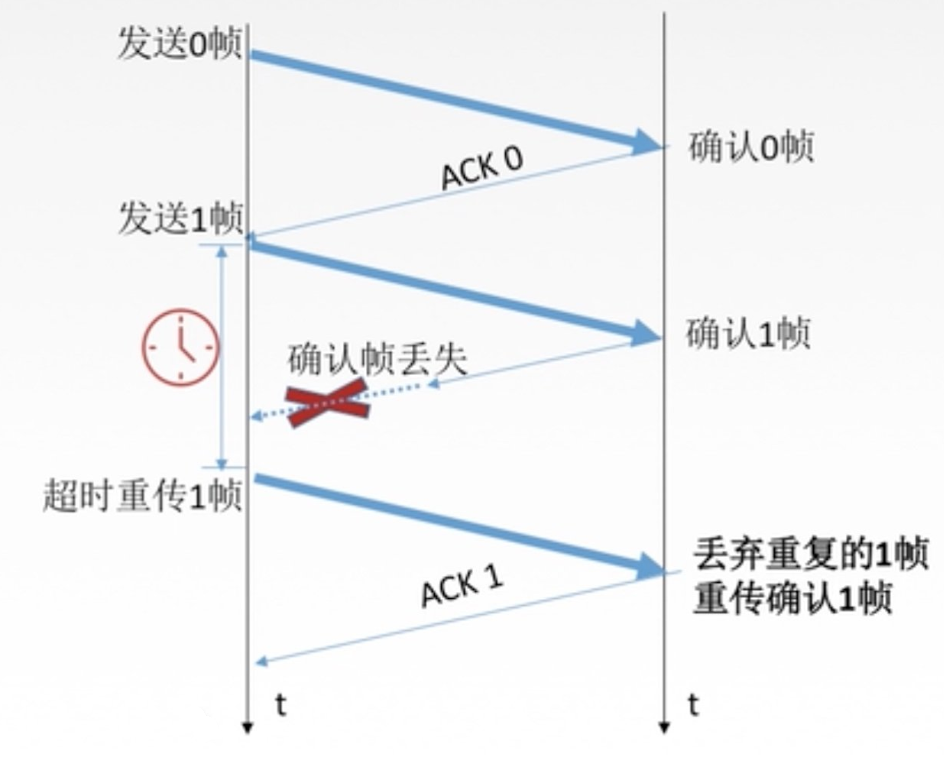 发送0帧
确认0帧
ACK 0
发送1帧
确认1帧
确认帧丢失
超时重传1帧
丢弃重复的1帧
重传确认1帧
ACK 1
t
t